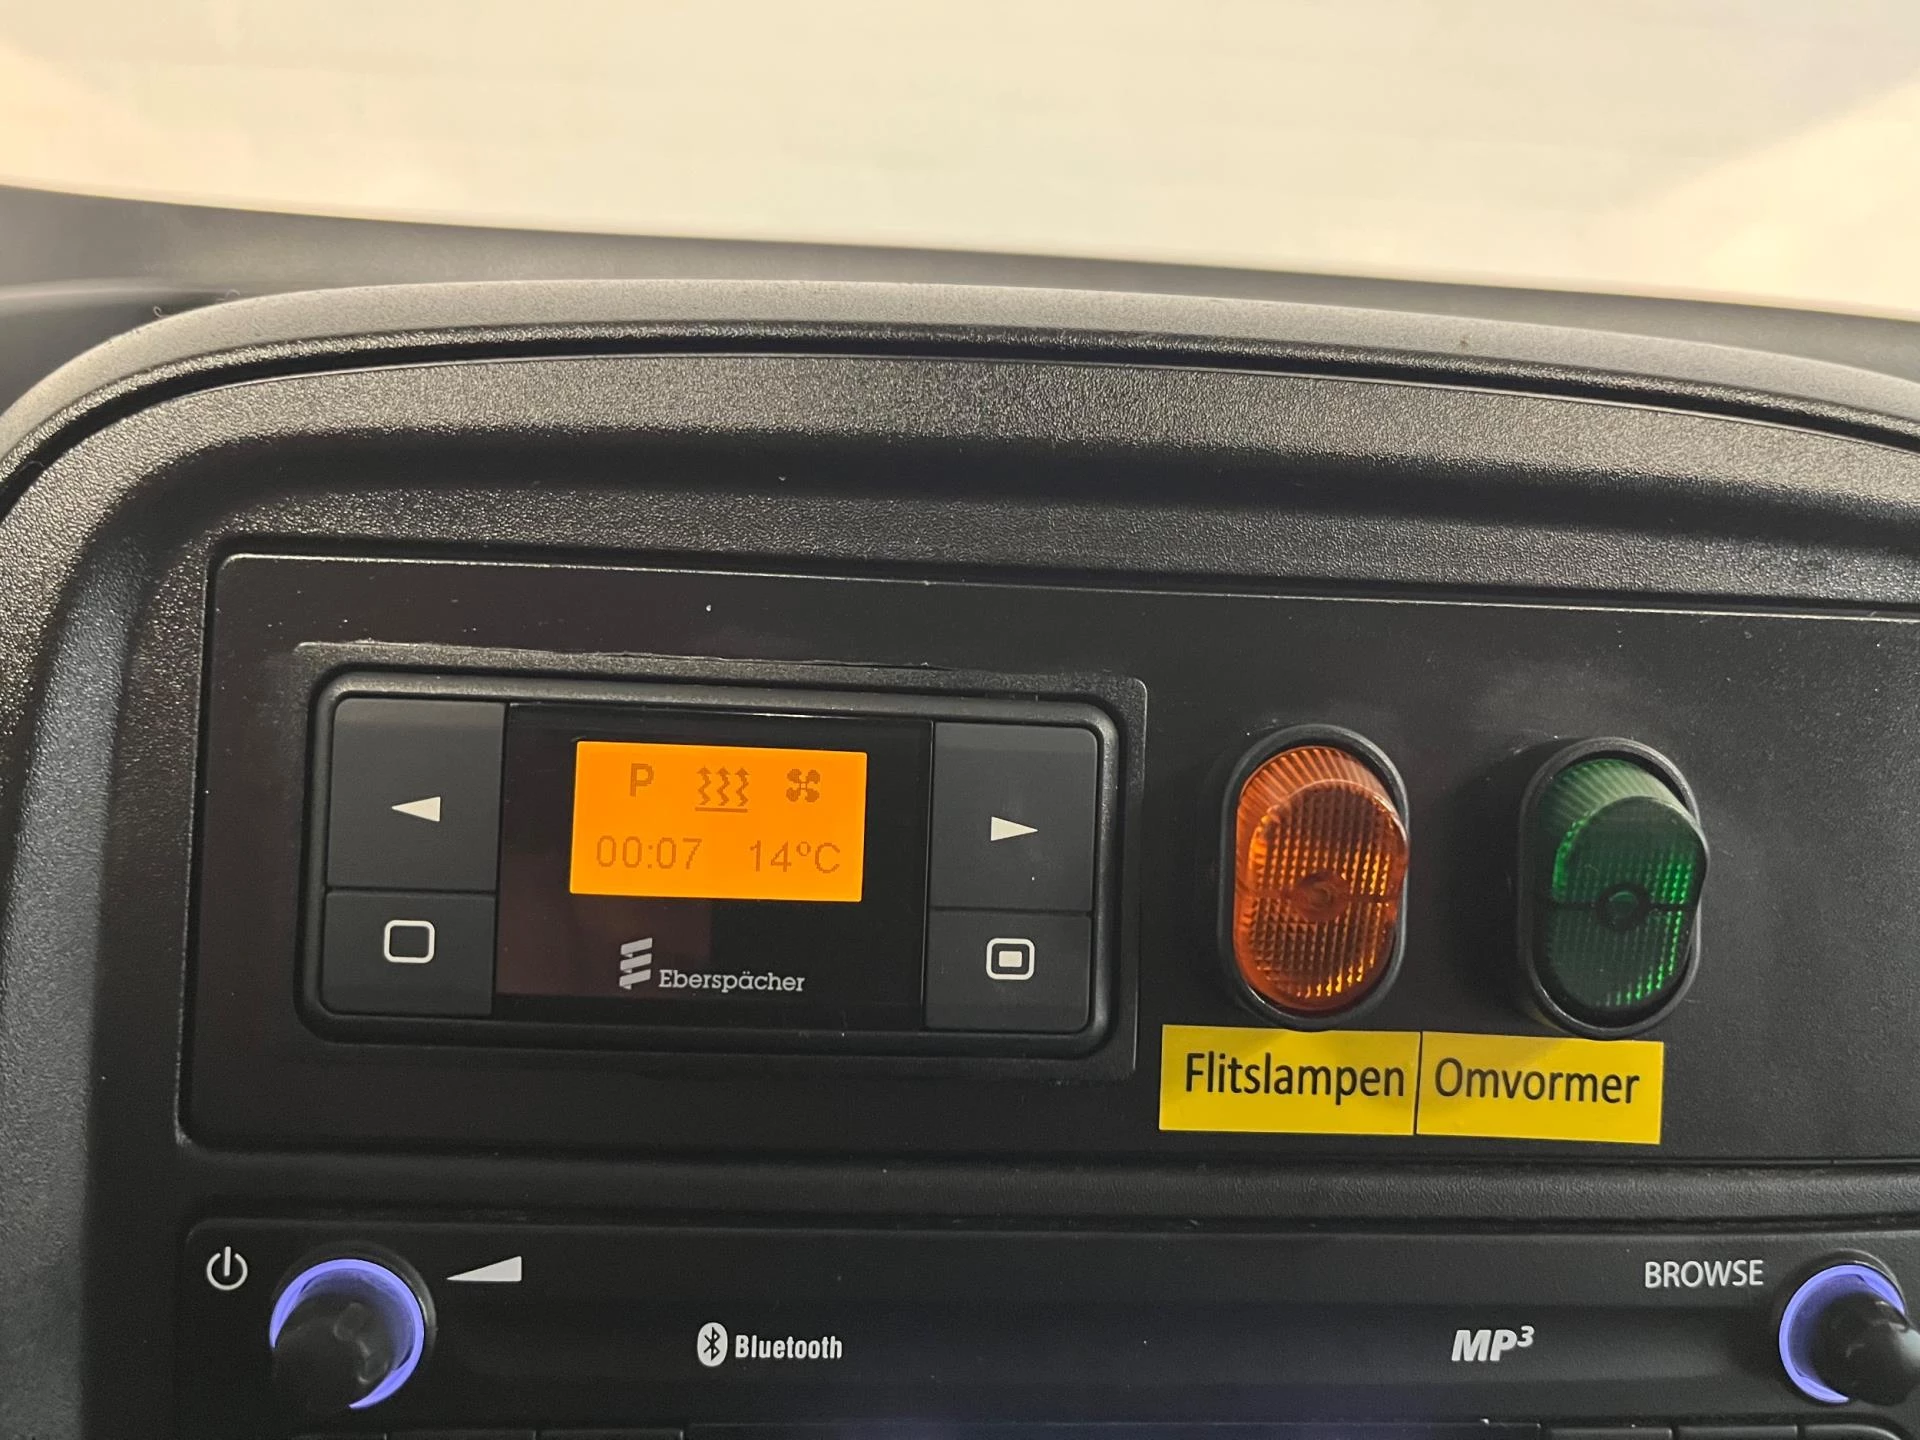 P
00:07 14°C
Eberspächer
Flitslampen Omvormer
BROWSE
Bluetooth MP3